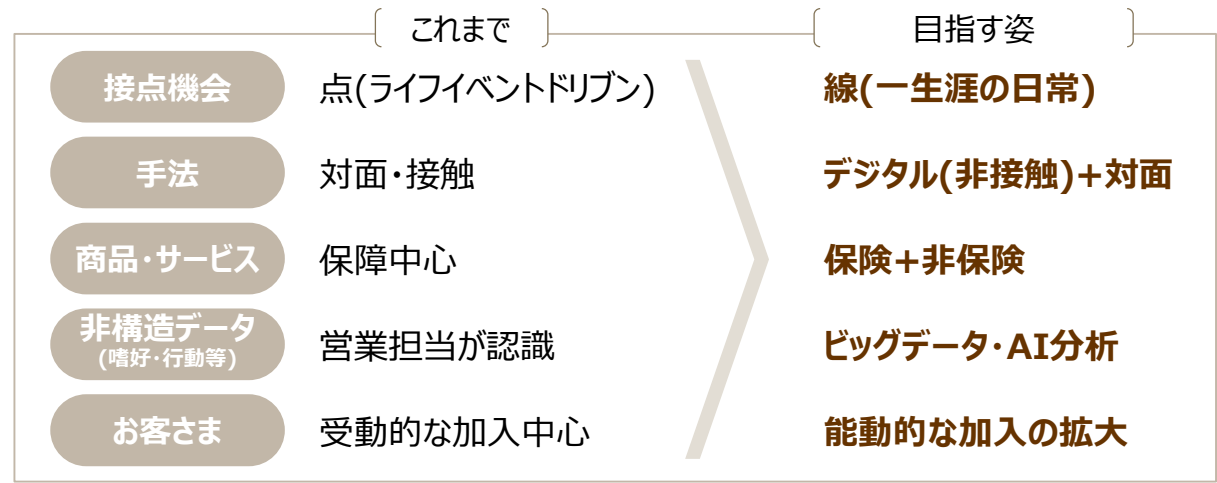 これまで 目指す姿
接点機会 点(ライフイベントドリブン) 線(一生涯の日常)
手法 対面・接触 デジタル(非接触)+対面
商品・サービス 保障中心 保険+非保険
非構造データ
(嗜好・行動等) 営業担当が認識 ビッグデータ・AI分析
お客さま 受動的な加入中心 能動的な加入の拡大